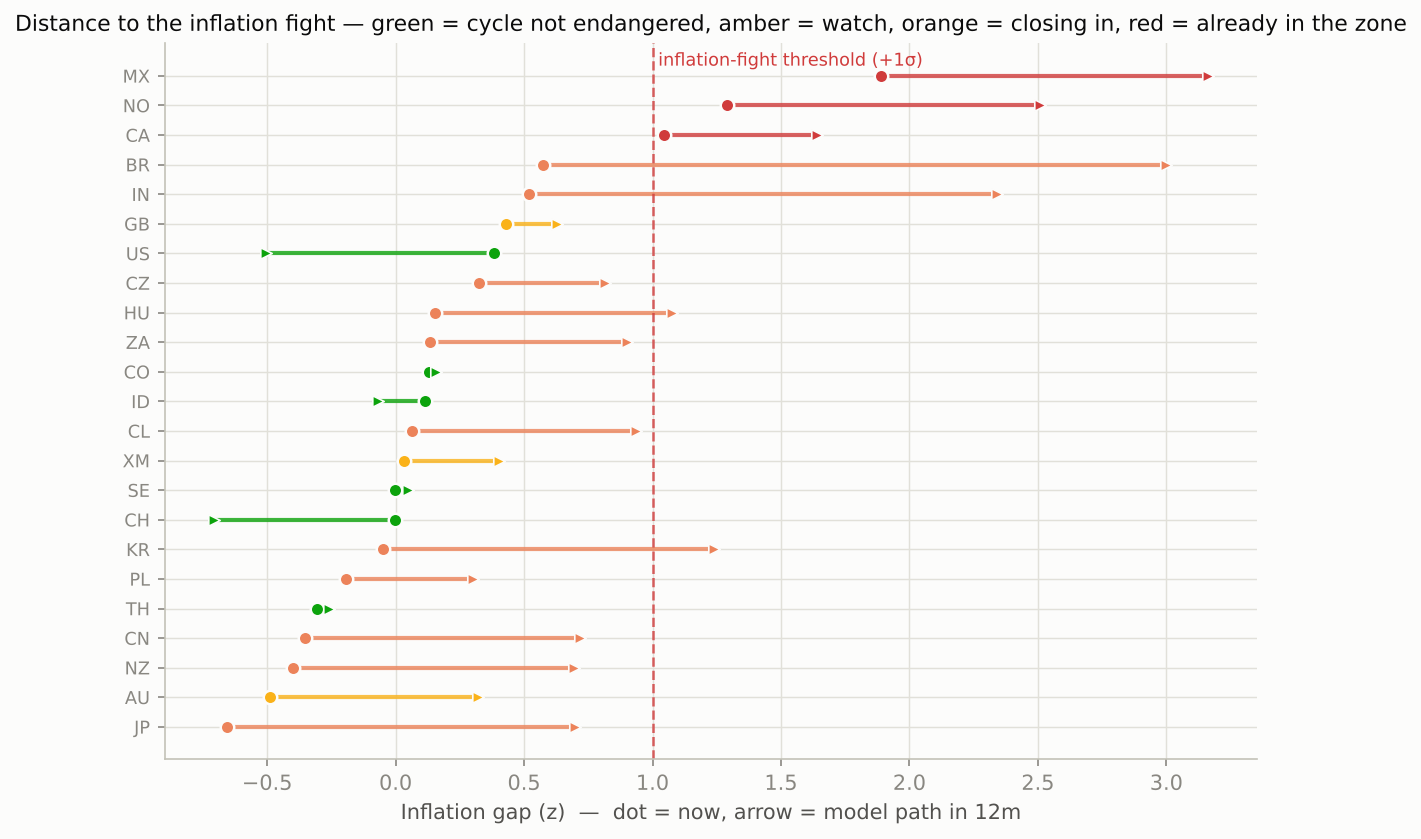 Distance to the inflation fight — green = cycle not endangered, amber = watch, orange = closing in, red = already in the zone
inflation-fight threshold (+1σ)
MX
NO
CA
BR
IN
GB
US
CZ
HU
ZA
CO
ID
CL
XM
SE
CH
KR
PL
TH
CN
NZ
AU
JP
−0.5 0.0 0.5 1.0 1.5 2.0 2.5 3.0
Inflation gap (z) — dot = now, arrow = model path in 12m